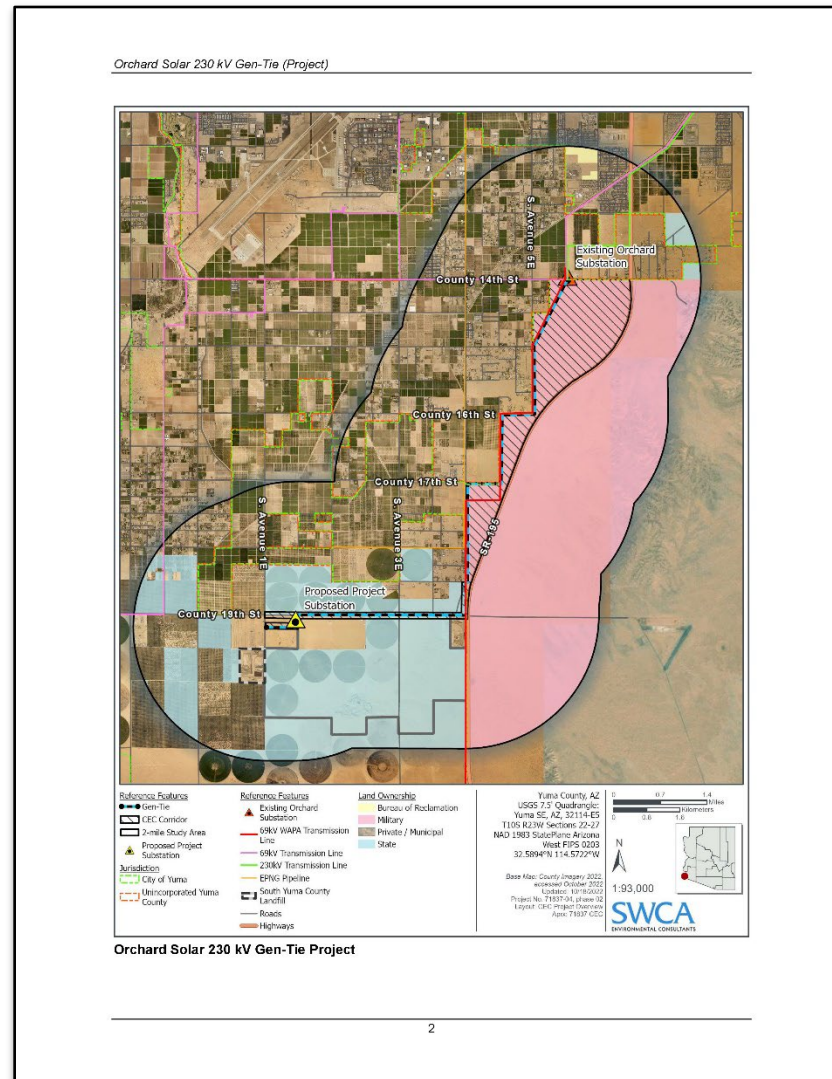 Orchard Solar 230 kV Gen-Tie (Project)
S. Avenue 5E
Existing Orchard
Substation
County 14th St
County 16th St
County 17th St
S. Avenue 1E
S. Avenue 3E
SR-195
Proposed Project
Substation
County 19th St
Reference Features
Gen-Tie
CEC Corridor
2-mile Study Area
Proposed Project
Substation
Jurisdiction
City of Yuma
Unincorporated Yuma
County
Reference Features
Existing Orchard
Substation
69kV WAPA Transmission
Line
69kV Transmission Line
230kV Transmission Line
EPNG Pipeline
South Yuma County
Landfill
Roads
Highways
Land Ownership
Bureau of Reclamation
Military
Private / Municipal
State
Yuma County, AZ
USGS 7.5' Quadrangle:
Yuma SE, AZ, 32114-E5
T10S R23W Sections 22-27
NAD 1983 StatePlane Arizona
West FIPS 0203
32.5894°N 114.5722°W
Base Map: County Imagery 2022,
accessed October 2022
Updated: 10/18/2022
Project No. 71837-04, phase 02
Layout: CEC Project Overview
Aprx: 71837 CEC
0 0.7 1.4
Miles
Kilometers
0 0.8 1.6
N
1:93,000
SWCA
ENVIRONMENTAL CONSULTANTS
Orchard Solar 230 kV Gen-Tie Project
2